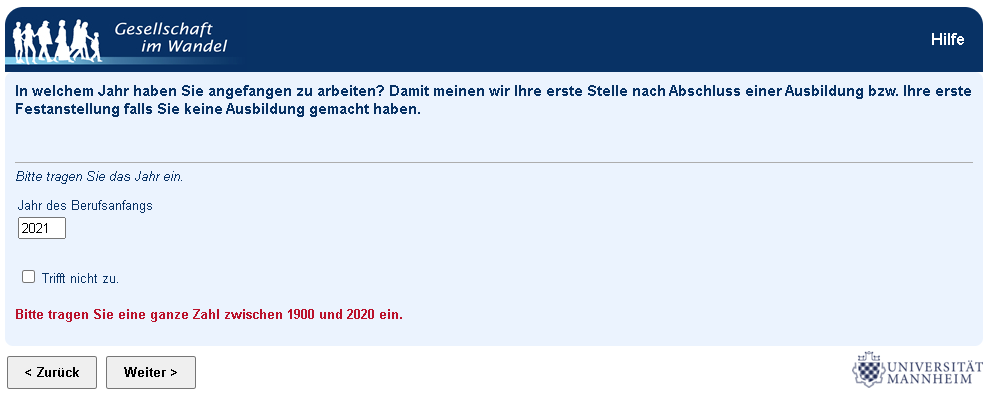 Gesellschaft
im Wandel
Hilfe
In welchem Jahr haben Sie angefangen zu arbeiten? Damit meinen wir Ihre erste Stelle nach Abschluss einer Ausbildung bzw. Ihre erste
Festanstellung falls Sie keine Ausbildung gemacht haben.
Bitte tragen Sie das Jahr ein.
Jahr des Berufsanfangs
2021
Trifft nicht zu.
Bitte tragen Sie eine ganze Zahl zwischen 1900 und 2020 ein.
< Zurück
Weiter >
UNIVERSITÄT
MANNHEIM